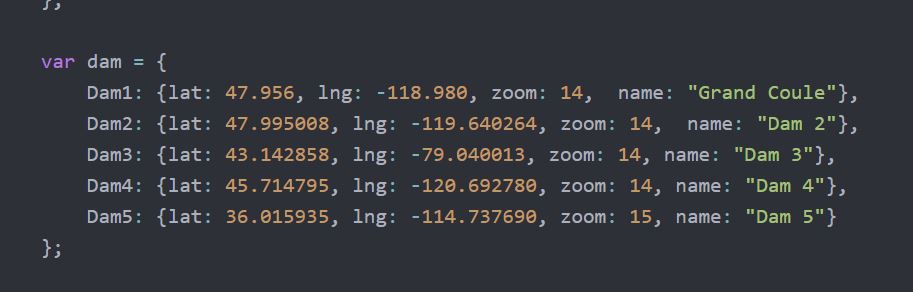 };
var dam = {
Dam1: {lat: 47.956, lng: -118.980, zoom: 14,  name: "Grand Coule"},
Dam2: {lat: 47.995008, lng: -119.640264, zoom: 14,  name: "Dam 2"},
Dam3: {lat: 43.142858, lng: -79.040013, zoom: 14, name: "Dam 3"},
Dam4: {lat: 45.714795, lng: -120.692780, zoom: 14, name: "Dam 4"},
Dam5: {lat: 36.015935, lng: -114.737690, zoom: 15, name: "Dam 5"}
};